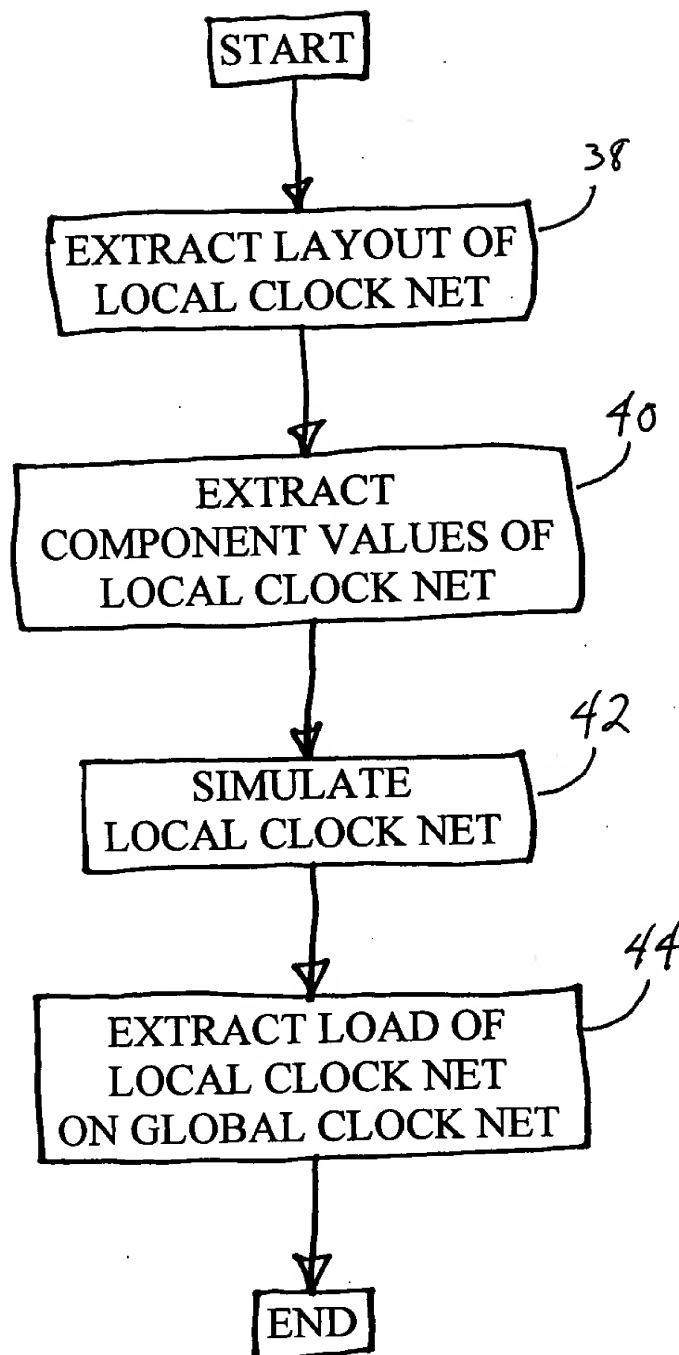 START
38
EXTRACT LAYOUT OF
LOCAL CLOCK NET
40
EXTRACT
COMPONENT VALUES OF
LOCAL CLOCK NET
42
SIMULATE
LOCAL CLOCK NET
44
EXTRACT LOAD OF
LOCAL CLOCK NET
ON GLOBAL CLOCK NET
END